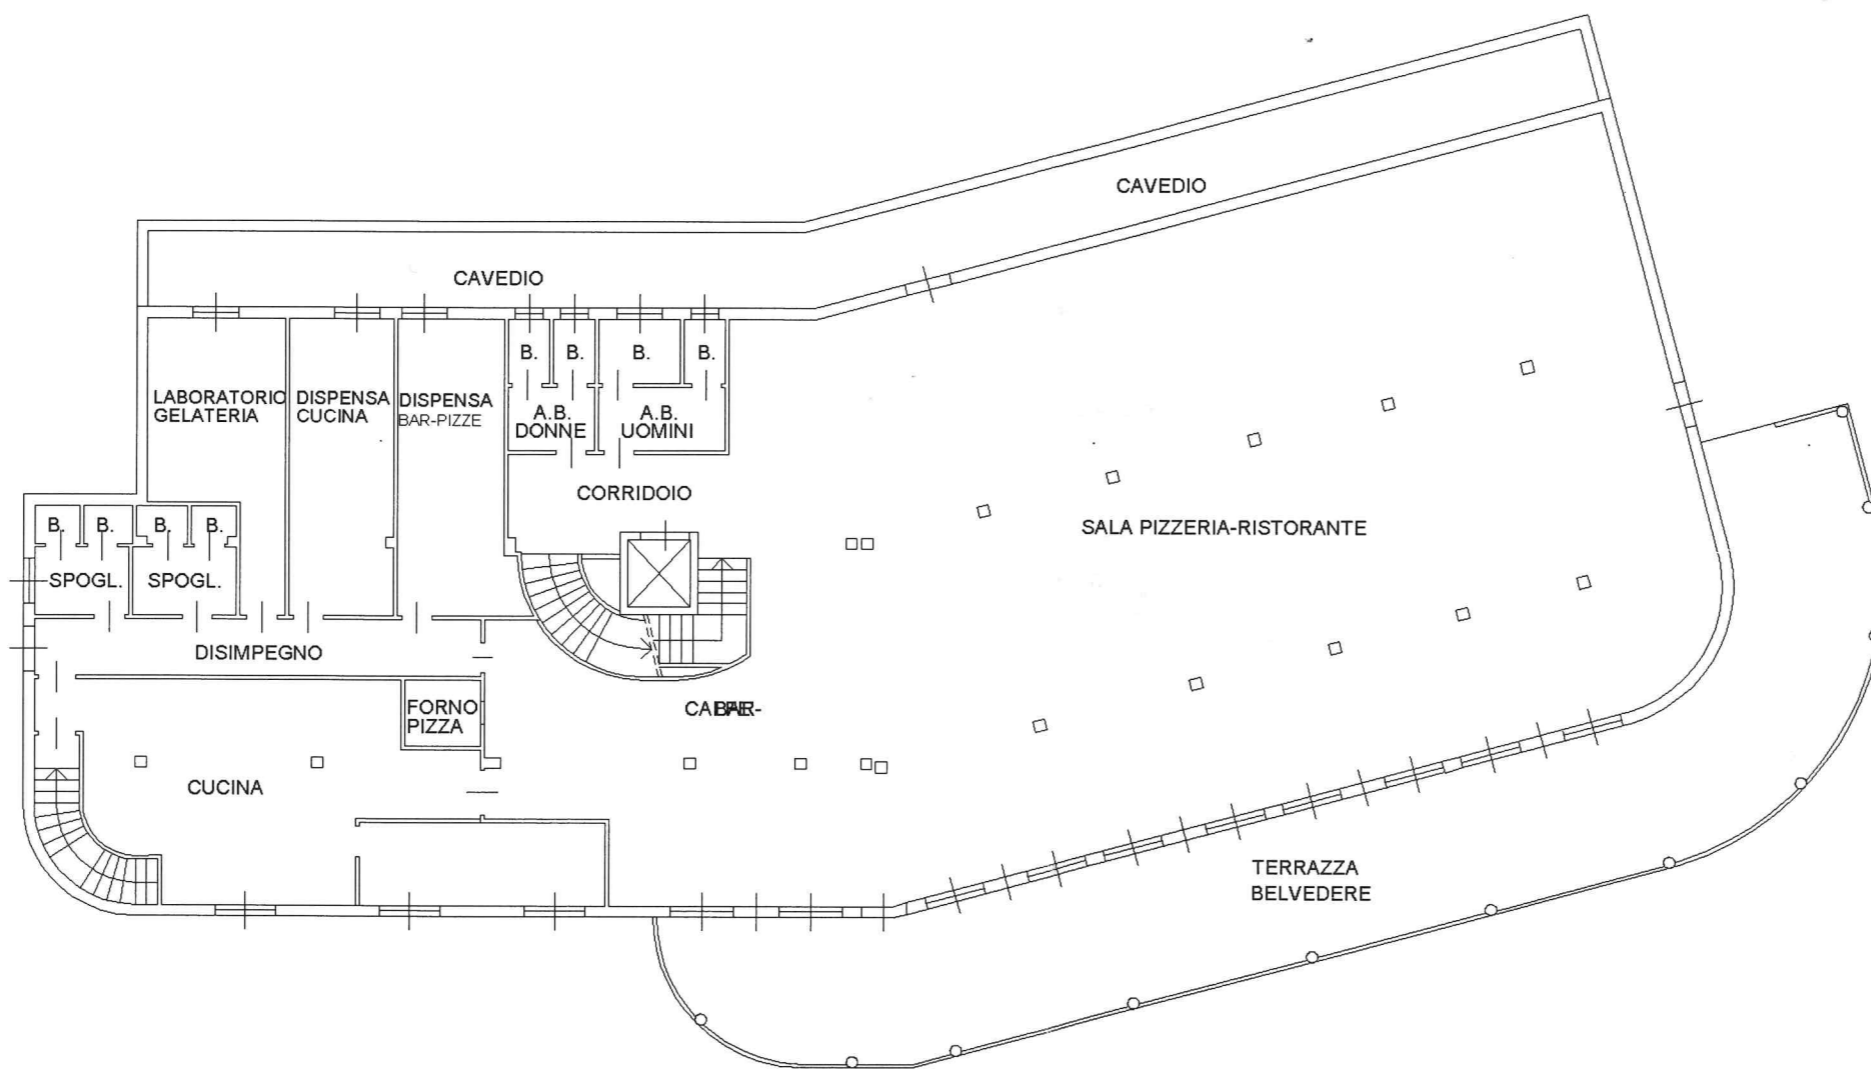 CAVEDIO
CAVEDIO
B.
B.
B.
B.
LABORATORIO
GELATERIA
DISPENSA
CUCINA
DISPENSA
BAR-PIZZE
A.B.
DONNE
A.B.
UOMINI
CORRIDOIO
SALA PIZZERIA-RISTORANTE
B.
B.
B.
B.
SPOGL.
SPOGL.
DISIMPEGNO
FORNO
PIZZA
CUCINA
TERRAZZA
BELVEDERE